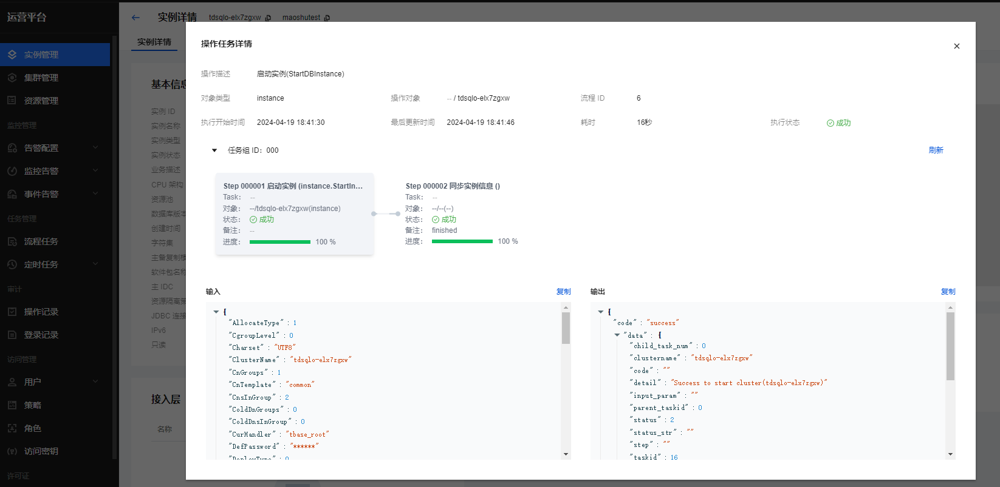 运营平台
实例管理
集群管理
资源管理
监控管理
告警配置
监控告警
事件告警
任务管理
流程任务
定时任务
审计
操作记录
登录记录
访问管理
用户
策略
角色
访问密钥
许可证
实例详情 tdsqlo-elx7zgxw maoshutest
实例详情
基本信息
实例 ID
实例名称
实例类型
实例状态
业务描述
CPU 架构
资源池
数据库版本
创建时间
字符集
主备复制模
软件包名称
主 IDC
资源隔离策
JDBC 连接
IPv6
只读
接入层
名称
操作任务详情
操作描述 启动实例(StartDBInstance)
对象类型 instance 操作对象 -- / tdsqlo-elx7zgxw 流程 ID 6
执行开始时间 2024-04-19 18:41:30 最后更新时间 2024-04-19 18:41:46 耗时 16秒 执行状态 成功
任务组 ID：000 刷新
Step 000001 启动实例 (instance.StartIn...
Task： --
对象： --/tdsqlo-elx7zgxw(instance)
状态： 成功
备注： --
进度： 100 %
Step 000002 同步实例信息 ()
Task： --
对象： --/--(--)
状态： 成功
备注： finished
进度： 100 %
输入 复制
{
"AllocateType" : 1
"CgroupLevel" : 0
"Charset" : "UTF8"
"ClusterName" : "tdsqlo-elx7zgxw"
"CnGroups" : 1
"CnTemplate" : "common"
"CnsInGroup" : 2
"ColdDnGroups" : 0
"ColdDnsInGroup" : 0
"CurHandler" : "tbase_root"
"DefPassword" : "******"
"DeployType" : 0
输出 复制
{
"code" : "success"
"data" : {
"child_task_num" : 0
"clustername" : "tdsqlo-elx7zgxw"
"code" : ""
"detail" : "Success to start cluster(tdsqlo-elx7zgxw)"
"input_param" : ""
"parent_taskid" : 0
"status" : 2
"status_str" : ""
"step" : ""
"taskid" : 16